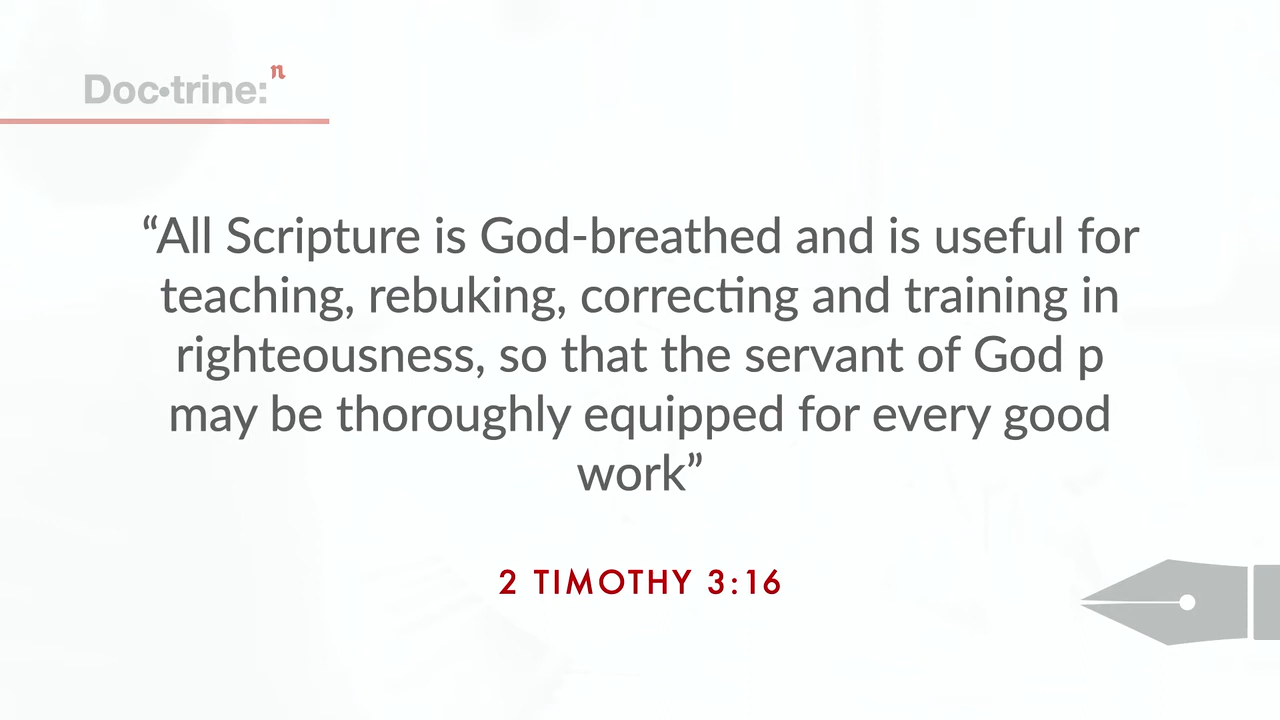 Doc•trine:n
“All Scripture is God-breathed and is useful for
teaching, rebuking, correcting and training in
righteousness, so that the servant of God p
may be thoroughly equipped for every good
work”
2 TIMOTHY 3:16